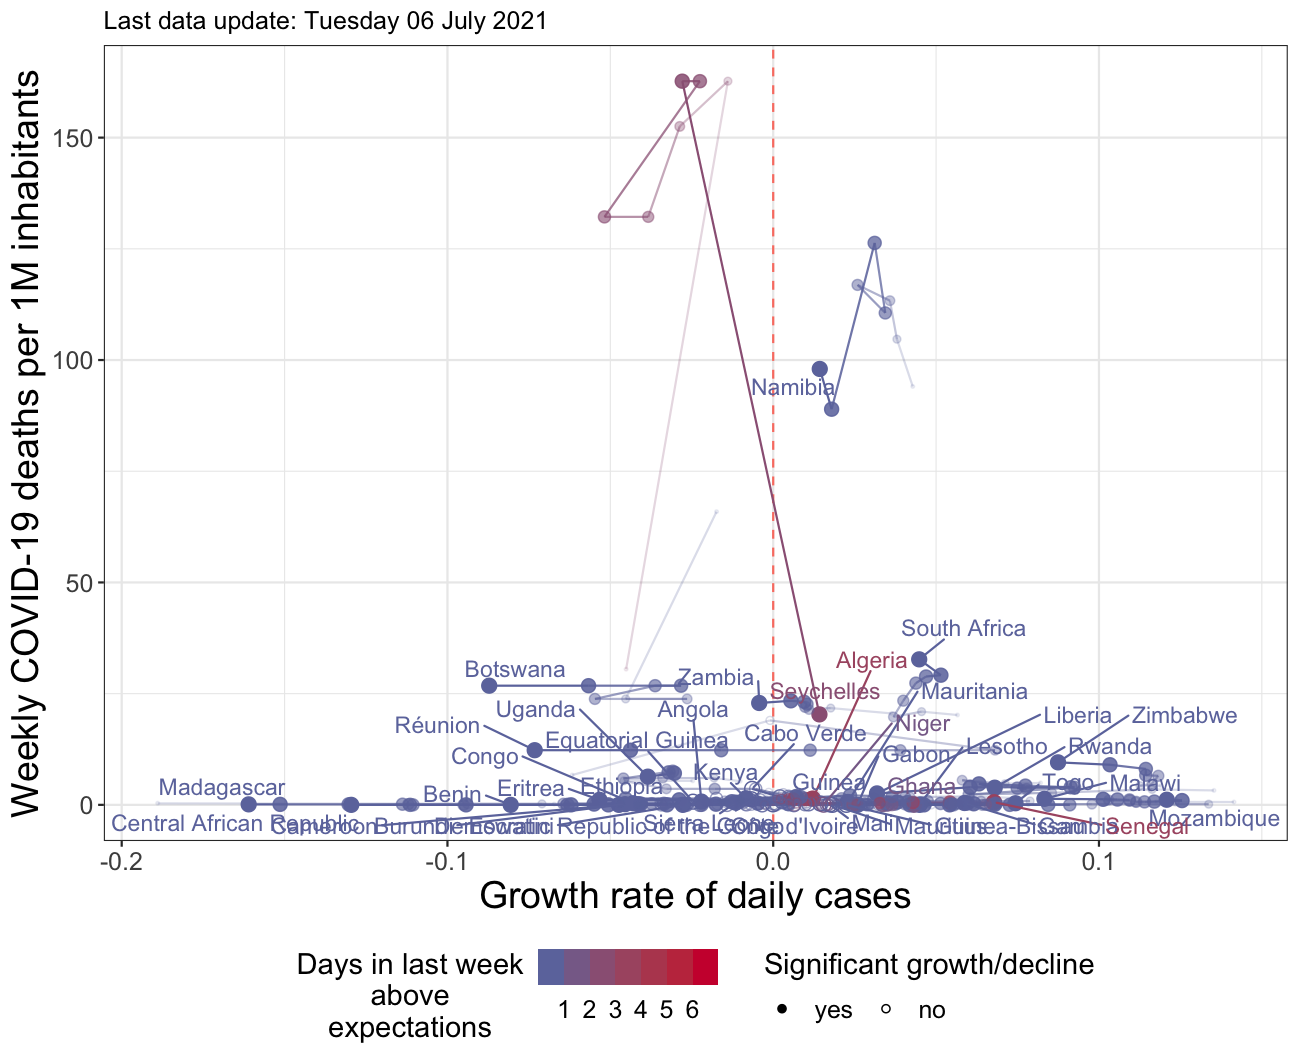 Last data update: Tuesday 06 July 2021
Weekly COVID-19 deaths per 1M inhabitants
150
100
50
0
Namibia
South Africa
Algeria
Botswana
Zambia
Seychelles
Mauritania
Uganda
Angola
Liberia
Zimbabwe
Réunion
Niger
Equatorial Guinea
Cabo Verde
Congo
Gabon
Lesotho
Rwanda
Kenya
Madagascar
Benin
Eritrea
Ethiopia
Guinea
Ghana
Togo
Malawi
Mozambique
Central African Republic
Cameroon
Burundi
Eswatini
Democratic Republic of the Congo
Sierra Leone
Côte d'Ivoire
Mali
Mauritius
Guinea-Bissau
Gambia
Senegal
-0.2
-0.1
0.0
0.1
Growth rate of daily cases
Days in last week
above
expectations
1 2 3 4 5 6
Significant growth/decline
yes
no